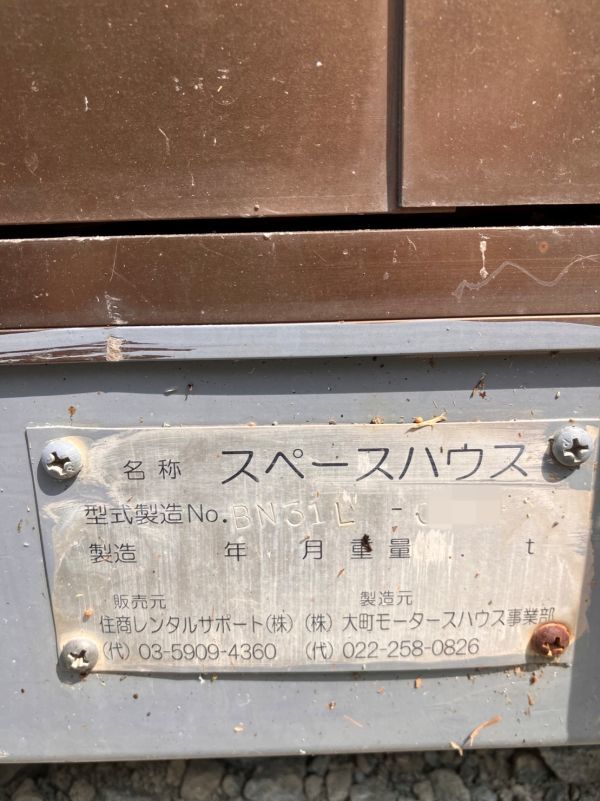 名称 スペースハウス
型式製造No. BN31L -
製造 年 月 重量 t
販売元 製造元
住商レンタルサポート(株) (株) 大町モータースハウス事業部
(代) 03-5909-4360 (代) 022-258-0826